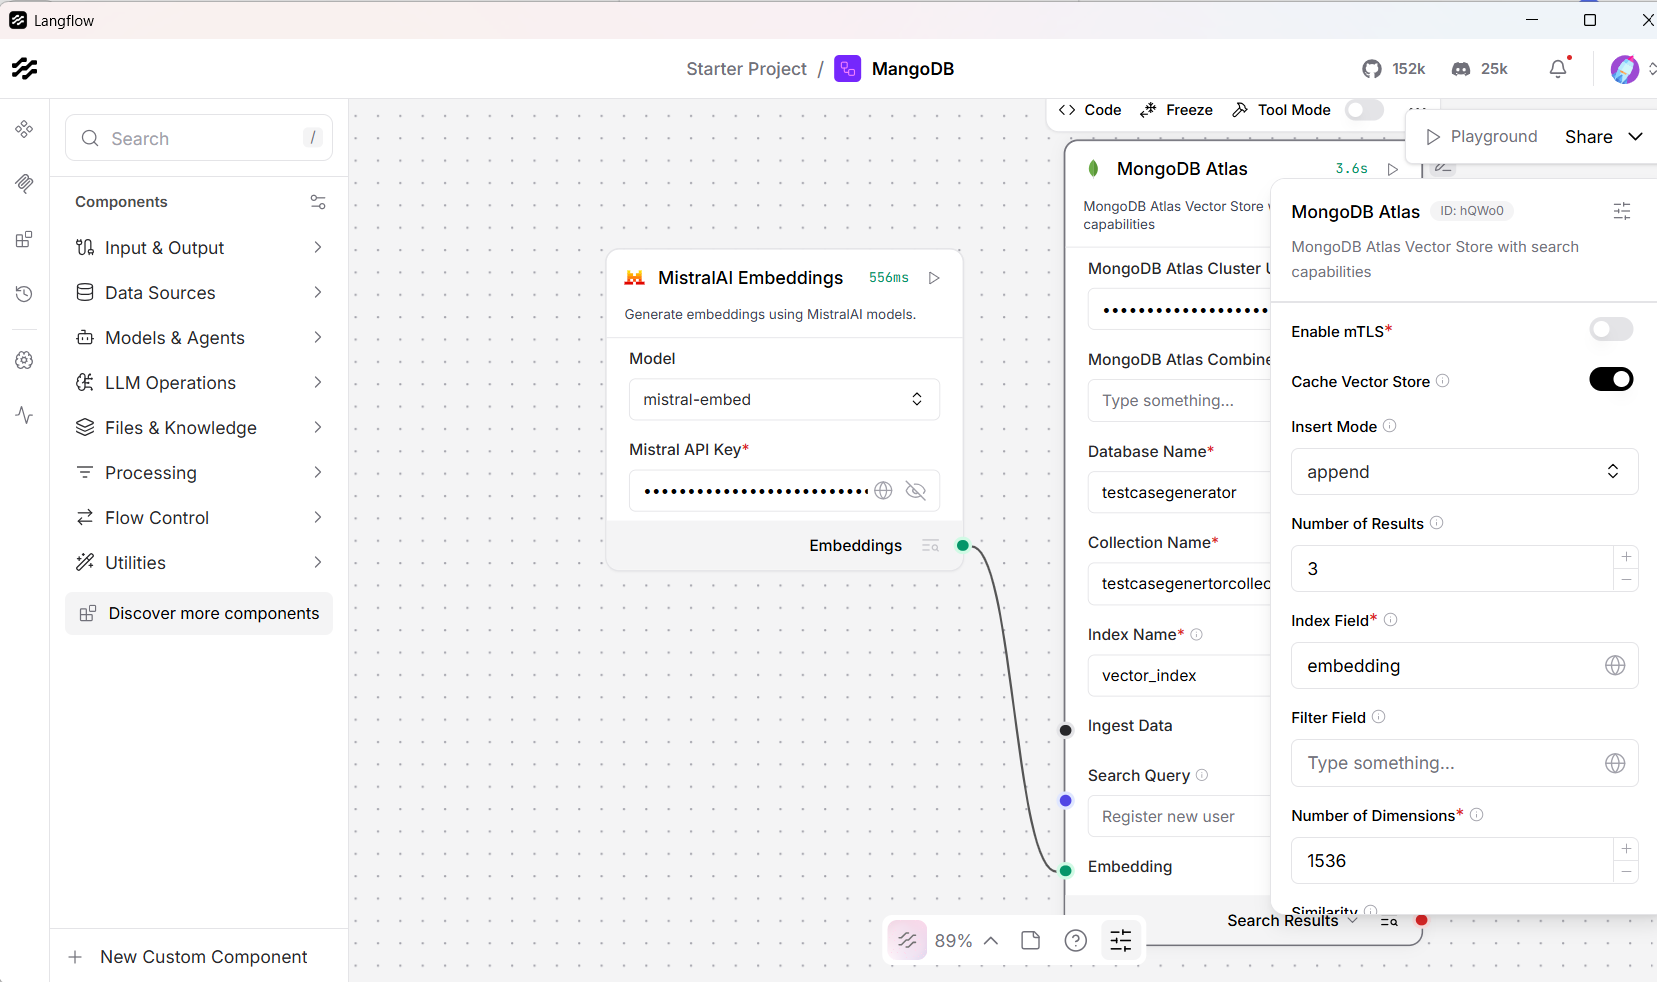 Langflow
Starter Project / MangoDB
152k
25k
Search /
Components
Input & Output
Data Sources
Models & Agents
LLM Operations
Files & Knowledge
Processing
Flow Control
Utilities
Discover more components
New Custom Component
MistralAI Embeddings 556ms
Generate embeddings using MistralAI models.
Model
mistral-embed
Mistral API Key*
Embeddings
Code Freeze Tool Mode
MongoDB Atlas 3.6s
MongoDB Atlas Vector Store
capabilities
MongoDB Atlas Cluster
MongoDB Atlas Combine
Type something...
Database Name*
testcasegenerator
Collection Name*
testcasegenertorcollec
Index Name*
vector_index
Ingest Data
Search Query
Register new user
Embedding
Search Results
Playground Share
MongoDB Atlas ID: hQWo0
MongoDB Atlas Vector Store with search
capabilities
Enable mTLS*
Cache Vector Store
Insert Mode
append
Number of Results
3
Index Field*
embedding
Filter Field
Type something...
Number of Dimensions*
1536
Similarity
89%